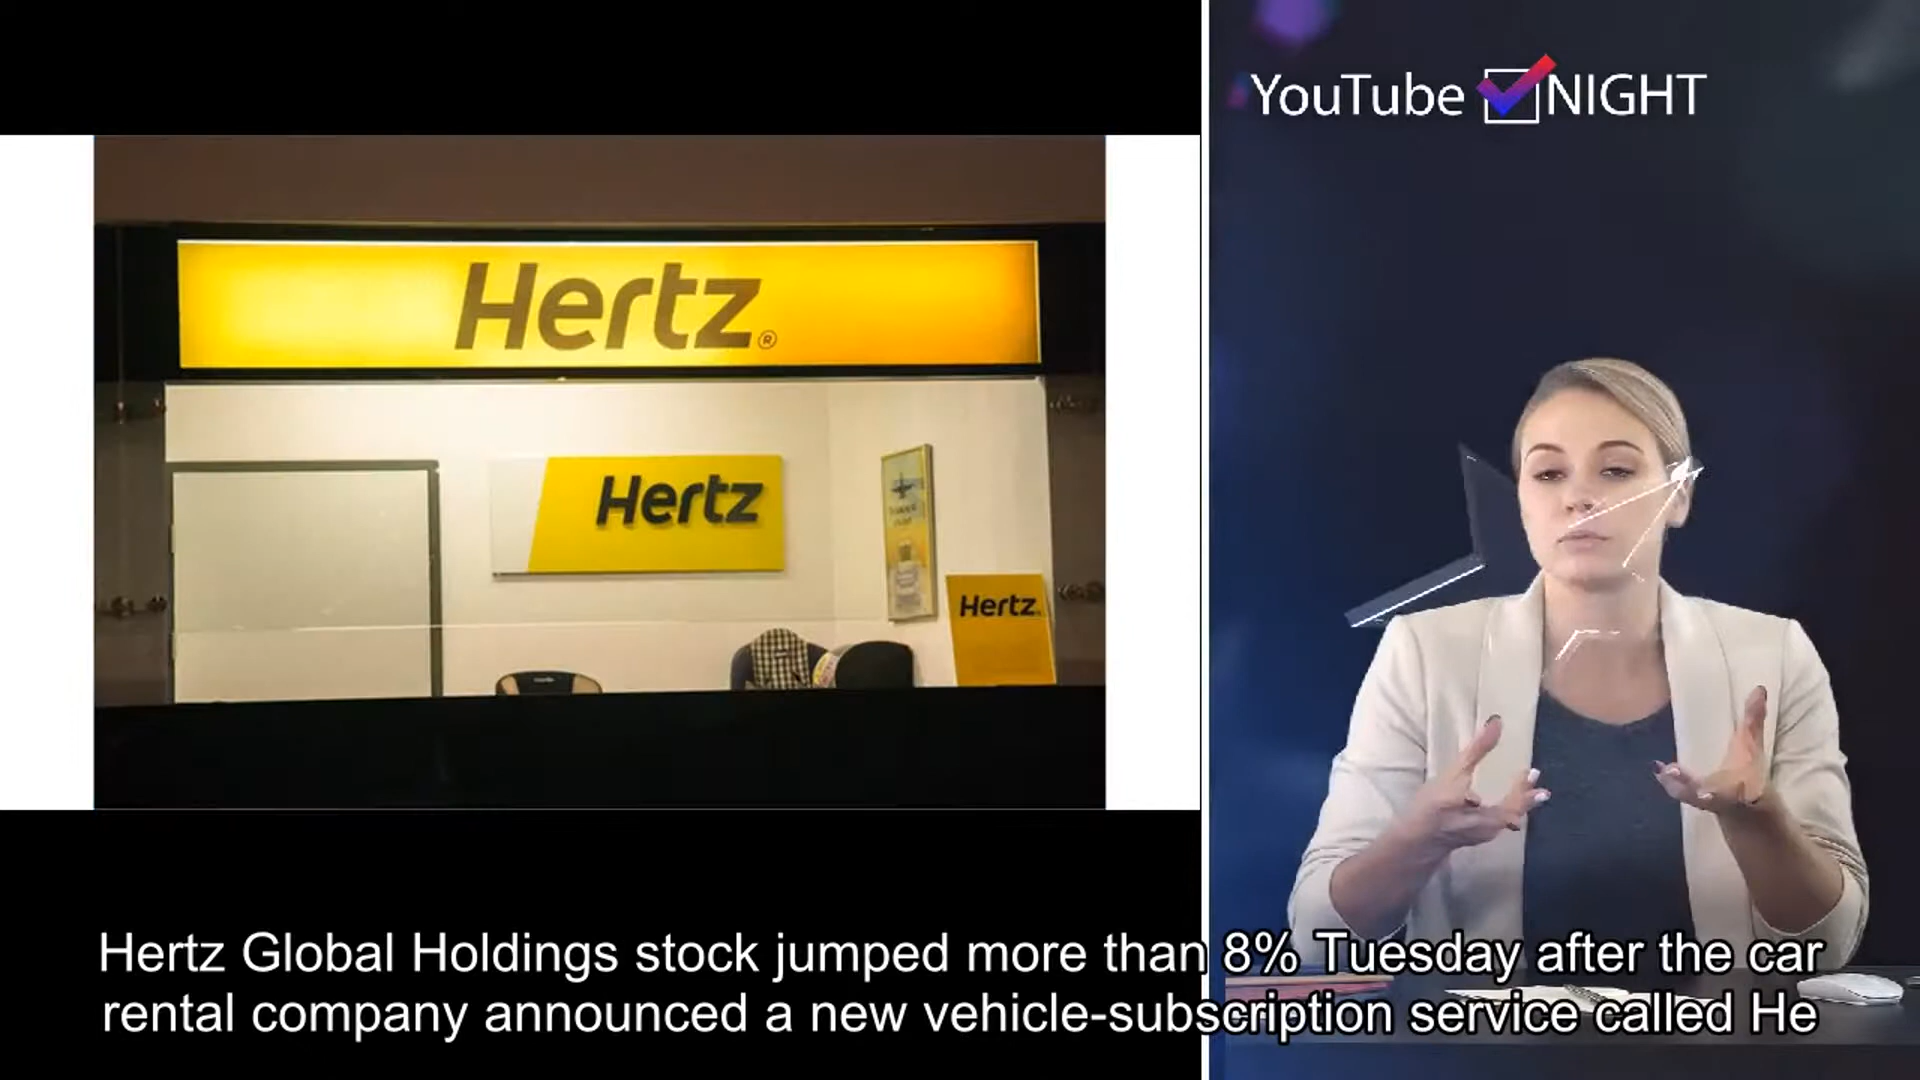 YouTube NIGHT
Hertz®
Hertz
Hertz
Hertz Global Holdings stock jumped more than 8% Tuesday after the car
rental company announced a new vehicle-subscription service called He